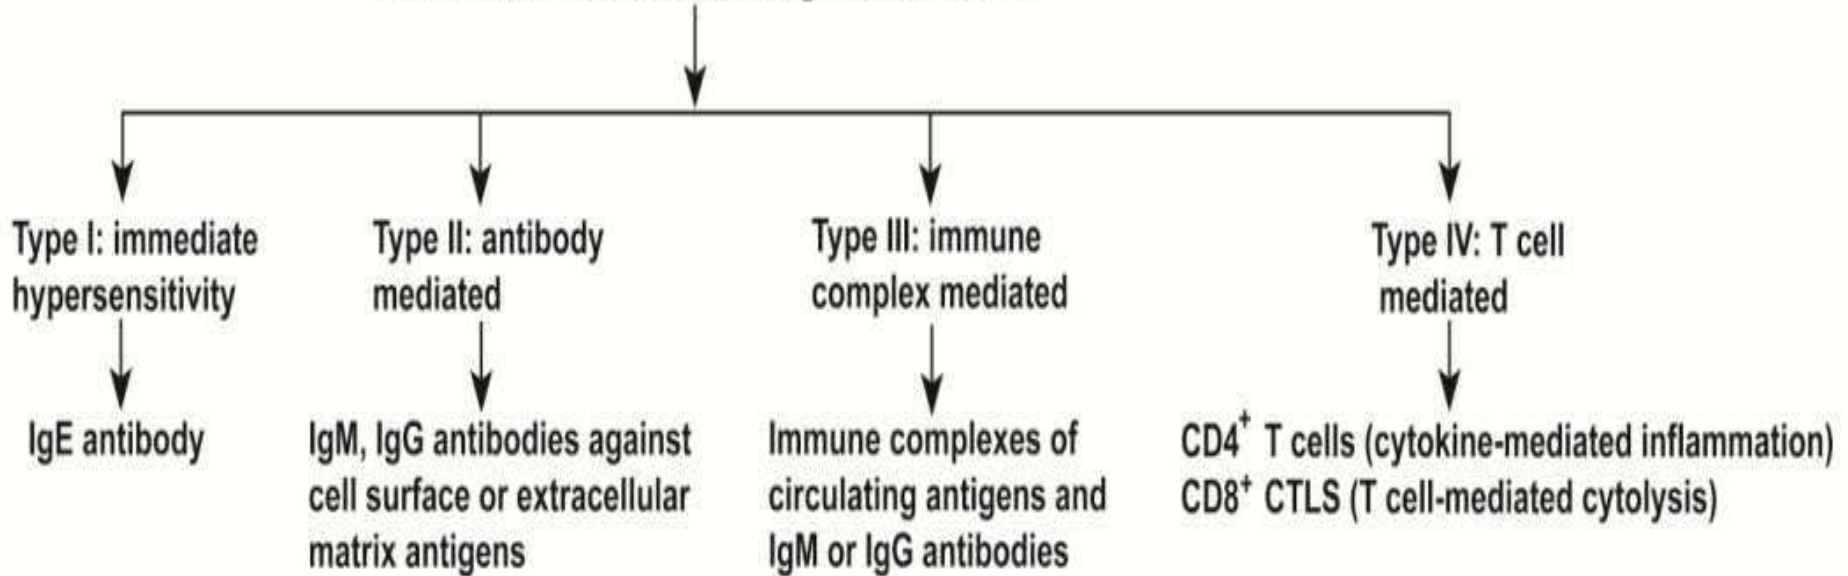 Type I: immediate
hypersensitivity
IgE antibody
Type II: antibody
mediated
IgM, IgG antibodies against
cell surface or extracellular
matrix antigens
Type III: immune
complex mediated
Immune complexes of
circulating antigens and
IgM or IgG antibodies
Type IV: T cell
mediated
CD4⁺ T cells (cytokine-mediated inflammation)
CD8⁺ CTLS (T cell-mediated cytolysis)